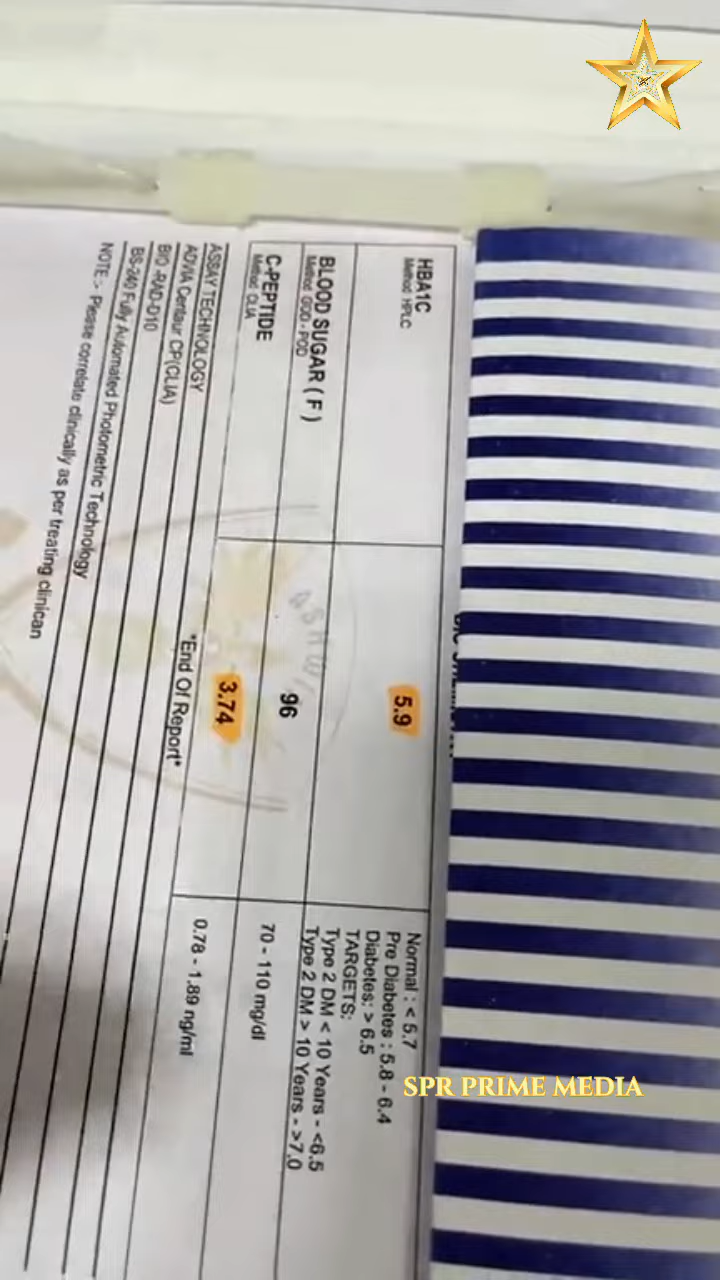 HBA1C 5.9 Normal : < 5.7
Method: HPLC Pre Diabetes : 5.8 - 6.4
Diabetes: > 6.5
TARGETS:
Type 2 DM < 10 Years - <6.5
Type 2 DM > 10 Years - >7.0
BLOOD SUGAR ( F ) 96 70 - 110 mg/dl
Method: GOD - POD
C-PEPTIDE 3.74 0.78 - 1.89 ng/ml
Method: CLIA
*End Of Report*
ASSAY TECHNOLOGY
ADVIA Centaur CP(CLIA)
BIO -RAD-D10
BS-240 Fully Automated Photometric Technology
NOTE :- Please correlate clinically as per treating clinican
SPR PRIME MEDIA